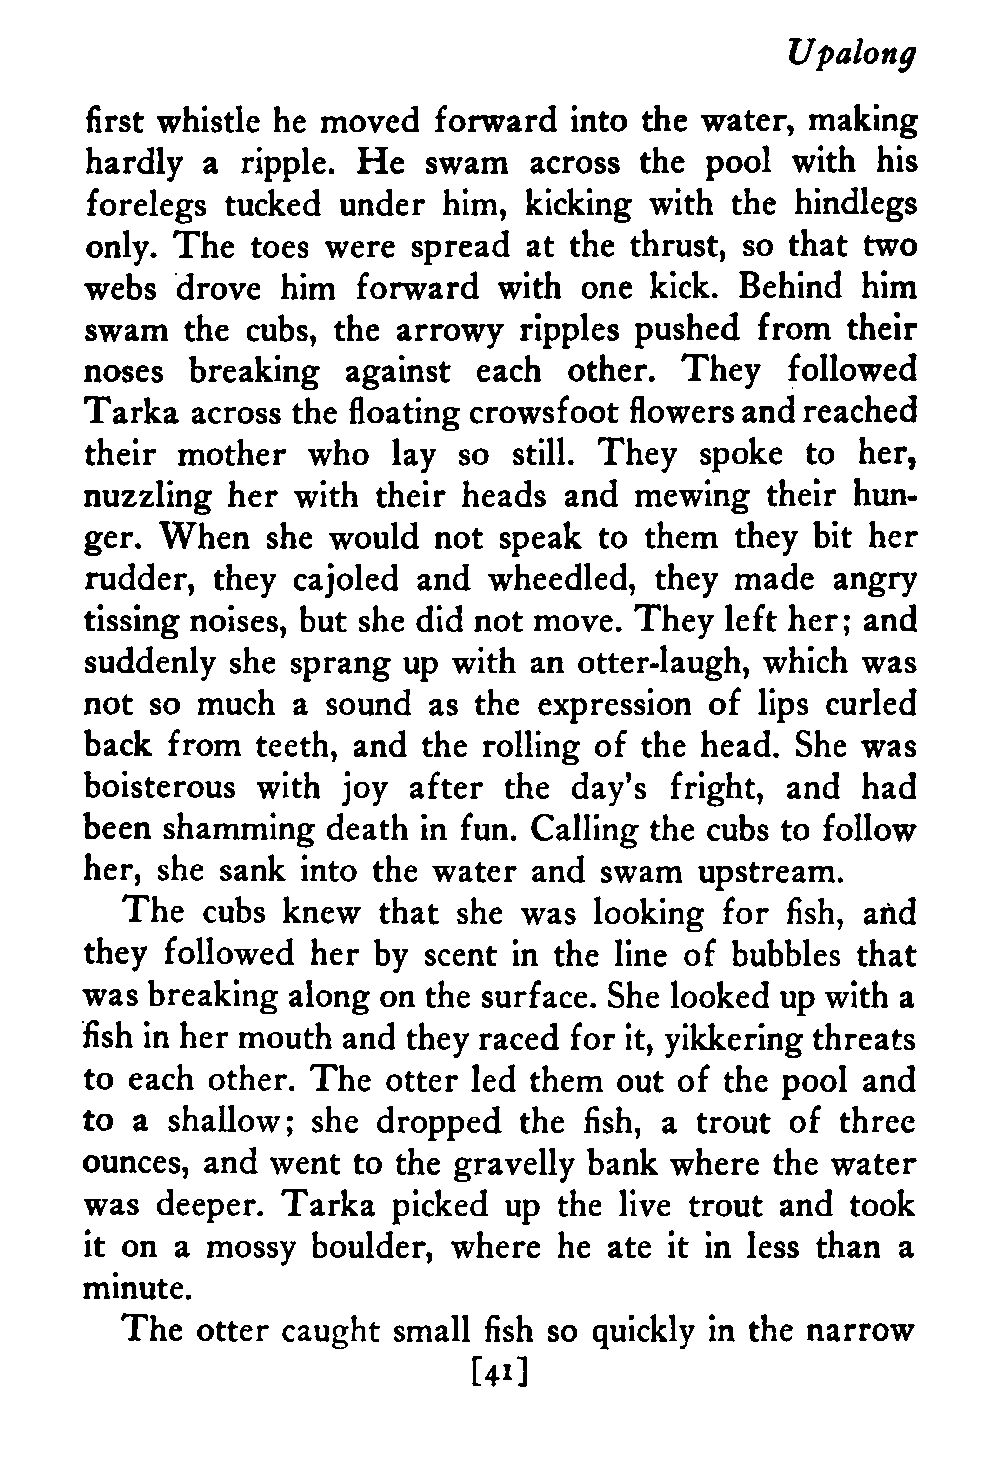 Upalong
first whistle he moved forward into the water, making
hardly a ripple. He swam across the pool with his
forelegs tucked under him, kicking with the hindlegs
only. The toes were spread at the thrust, so that two
webs drove him forward with one kick. Behind him
swam the cubs, the arrowy ripples pushed from their
noses breaking against each other. They followed
Tarka across the floating crowsfoot flowers and reached
their mother who lay so still. They spoke to her,
nuzzling her with their heads and mewing their hun-
ger. When she would not speak to them they bit her
rudder, they cajoled and wheedled, they made angry
tissing noises, but she did not move. They left her; and
suddenly she sprang up with an otter-laugh, which was
not so much a sound as the expression of lips curled
back from teeth, and the rolling of the head. She was
boisterous with joy after the day's fright, and had
been shamming death in fun. Calling the cubs to follow
her, she sank into the water and swam upstream.
The cubs knew that she was looking for fish, and
they followed her by scent in the line of bubbles that
was breaking along on the surface. She looked up with a
fish in her mouth and they raced for it, yikkering threats
to each other. The otter led them out of the pool and
to a shallow; she dropped the fish, a trout of three
ounces, and went to the gravelly bank where the water
was deeper. Tarka picked up the live trout and took
it on a mossy boulder, where he ate it in less than a
minute.
The otter caught small fish so quickly in the narrow
[41]